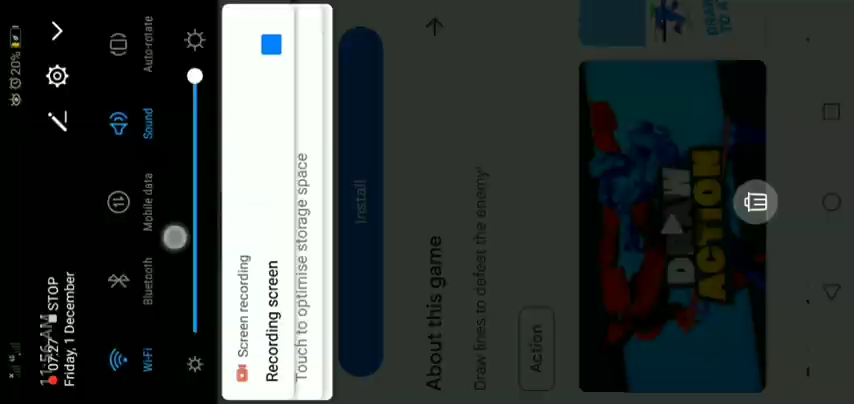 20%
11:56 AM
07:27 STOP
Friday, 1 December
Wi-Fi
Bluetooth
Mobile data
Sound
Auto-rotate
Screen recording
Recording screen
Touch to optimise storage space
Install
About this game
Draw lines to defeat the enemy!
Action
DRAW
ACTION